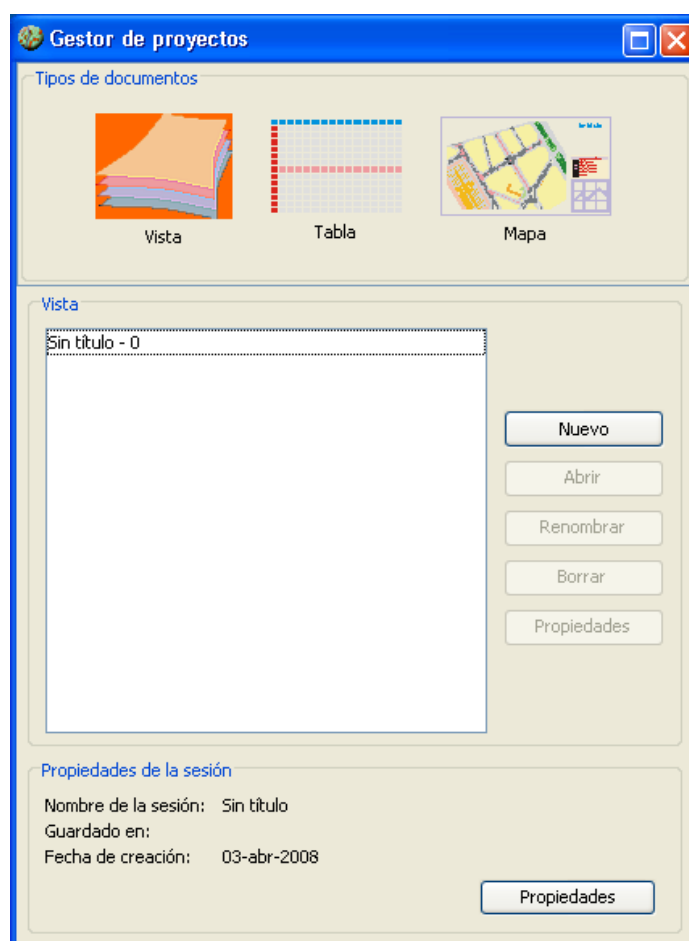 Gestor de proyectos
Tipos de documentos
Vista
Tabla
Mapa
Vista
Sin título - 0
Nuevo
Abrir
Renombrar
Borrar
Propiedades
Propiedades de la sesión
Nombre de la sesión: Sin título
Guardado en:
Fecha de creación: 03-abr-2008
Propiedades